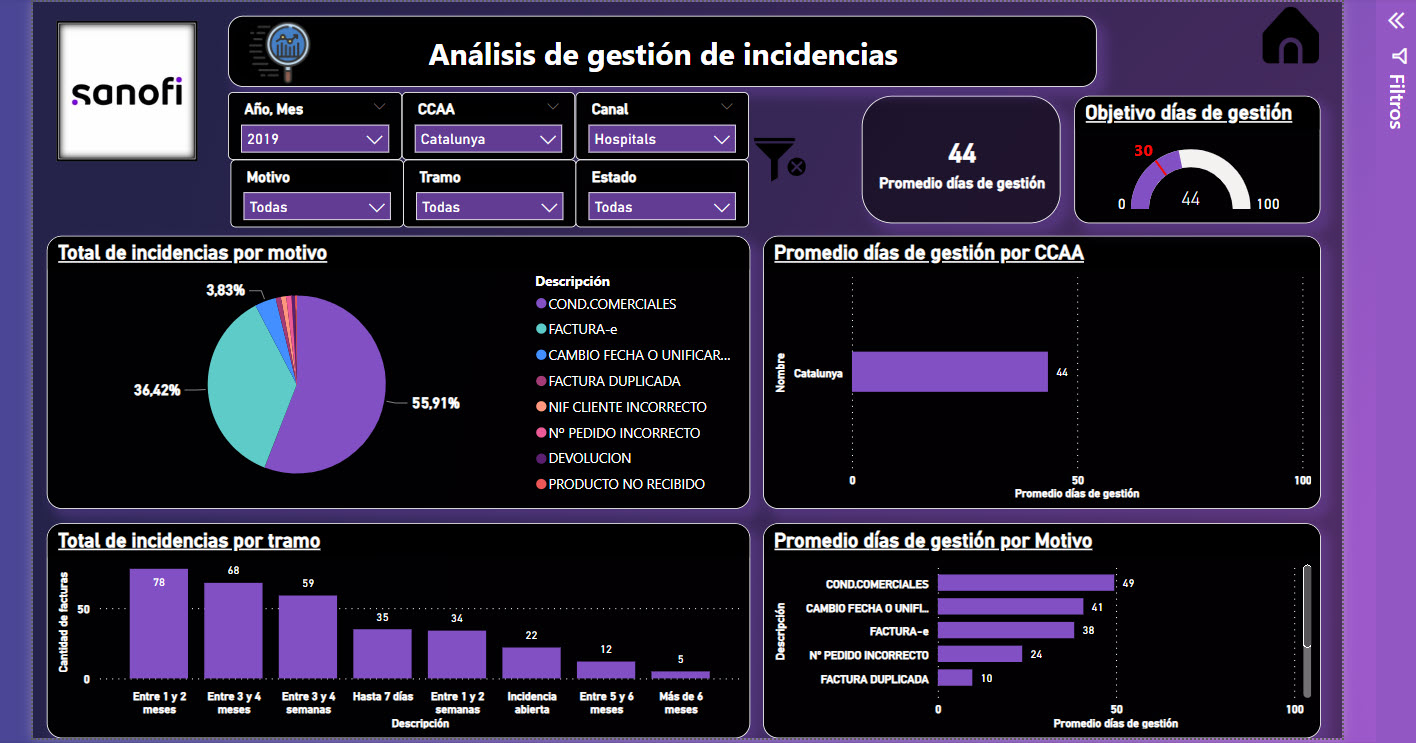 sanofi
Análisis de gestión de incidencias
Filtros
Año, Mes
2019
CCAA
Catalunya
Canal
Hospitals
Motivo
Todas
Tramo
Todas
Estado
Todas
44
Promedio días de gestión
Objetivo días de gestión
30
0
44
100
Total de incidencias por motivo
3,83%
36,42%
55,91%
Descripción
COND.COMERCIALES
FACTURA-e
CAMBIO FECHA O UNIFICAR...
FACTURA DUPLICADA
NIF CLIENTE INCORRECTO
Nº PEDIDO INCORRECTO
DEVOLUCION
PRODUCTO NO RECIBIDO
Promedio días de gestión por CCAA
Nombre
Catalunya
44
0
50
100
Promedio días de gestión
Total de incidencias por tramo
Cantidad de facturas
50
0
78
68
59
35
34
22
12
5
Entre 1 y 2
meses
Entre 3 y 4
meses
Entre 3 y 4
semanas
Hasta 7 días
Entre 1 y 2
semanas
Incidencia
abierta
Entre 5 y 6
meses
Más de 6
meses
Descripción
Promedio días de gestión por Motivo
Descripción
COND.COMERCIALES
49
CAMBIO FECHA O UNIFI...
41
FACTURA-e
38
Nº PEDIDO INCORRECTO
24
FACTURA DUPLICADA
10
0
50
100
Promedio días de gestión